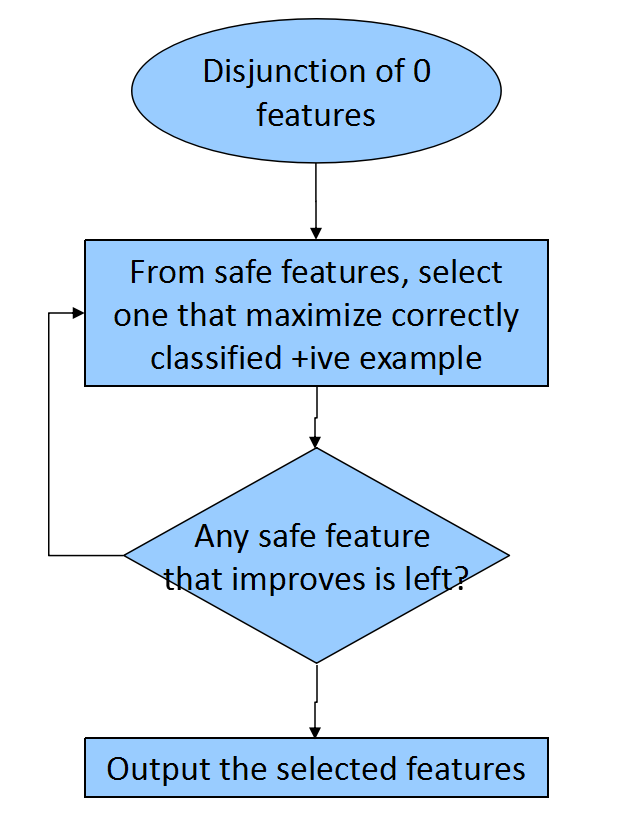 Disjunction of 0
features
From safe features, select
one that maximize correctly
classified +ive example
Any safe feature
that improves is left?
Output the selected features